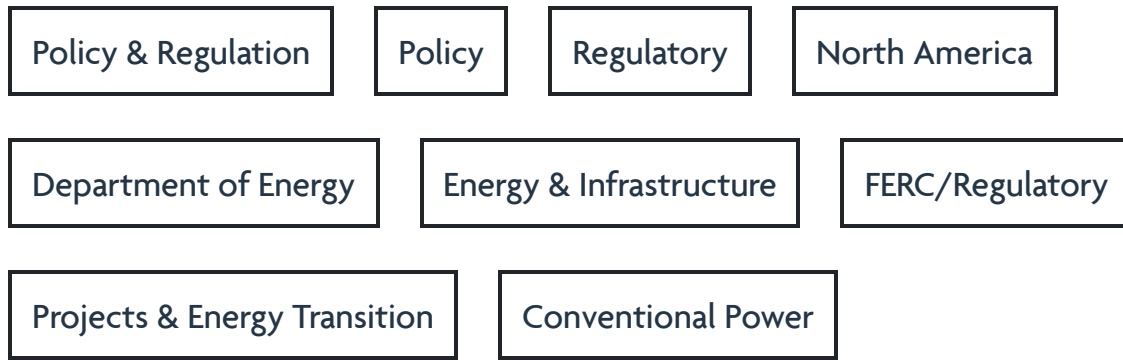 Policy & Regulation Policy Regulatory North America
Department of Energy Energy & Infrastructure FERC/Regulatory
Projects & Energy Transition Conventional Power